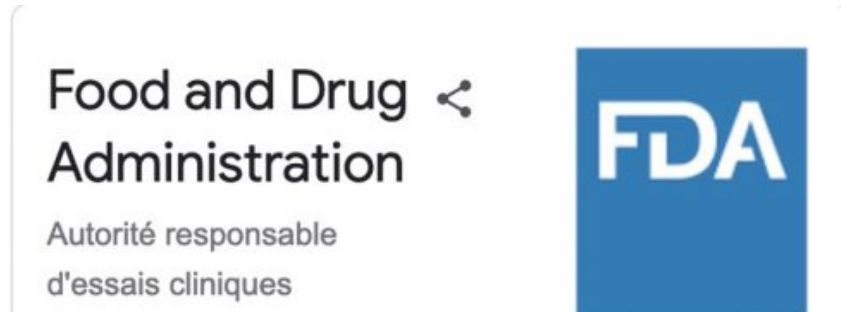 Food and Drug
Administration
Autorité responsable
d'essais cliniques
FDA